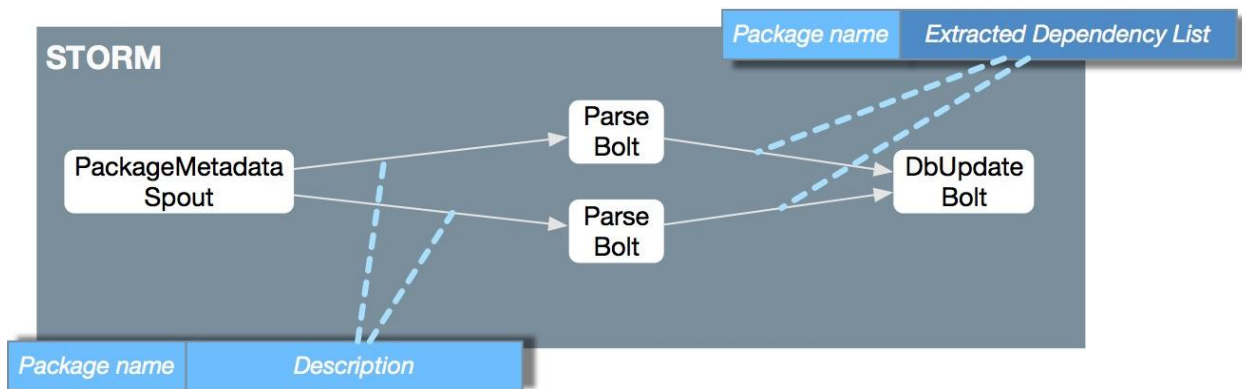 Package name Extracted Dependency List
STORM
PackageMetadata
Spout
Parse
Bolt
Parse
Bolt
DbUpdate
Bolt
Package name Description